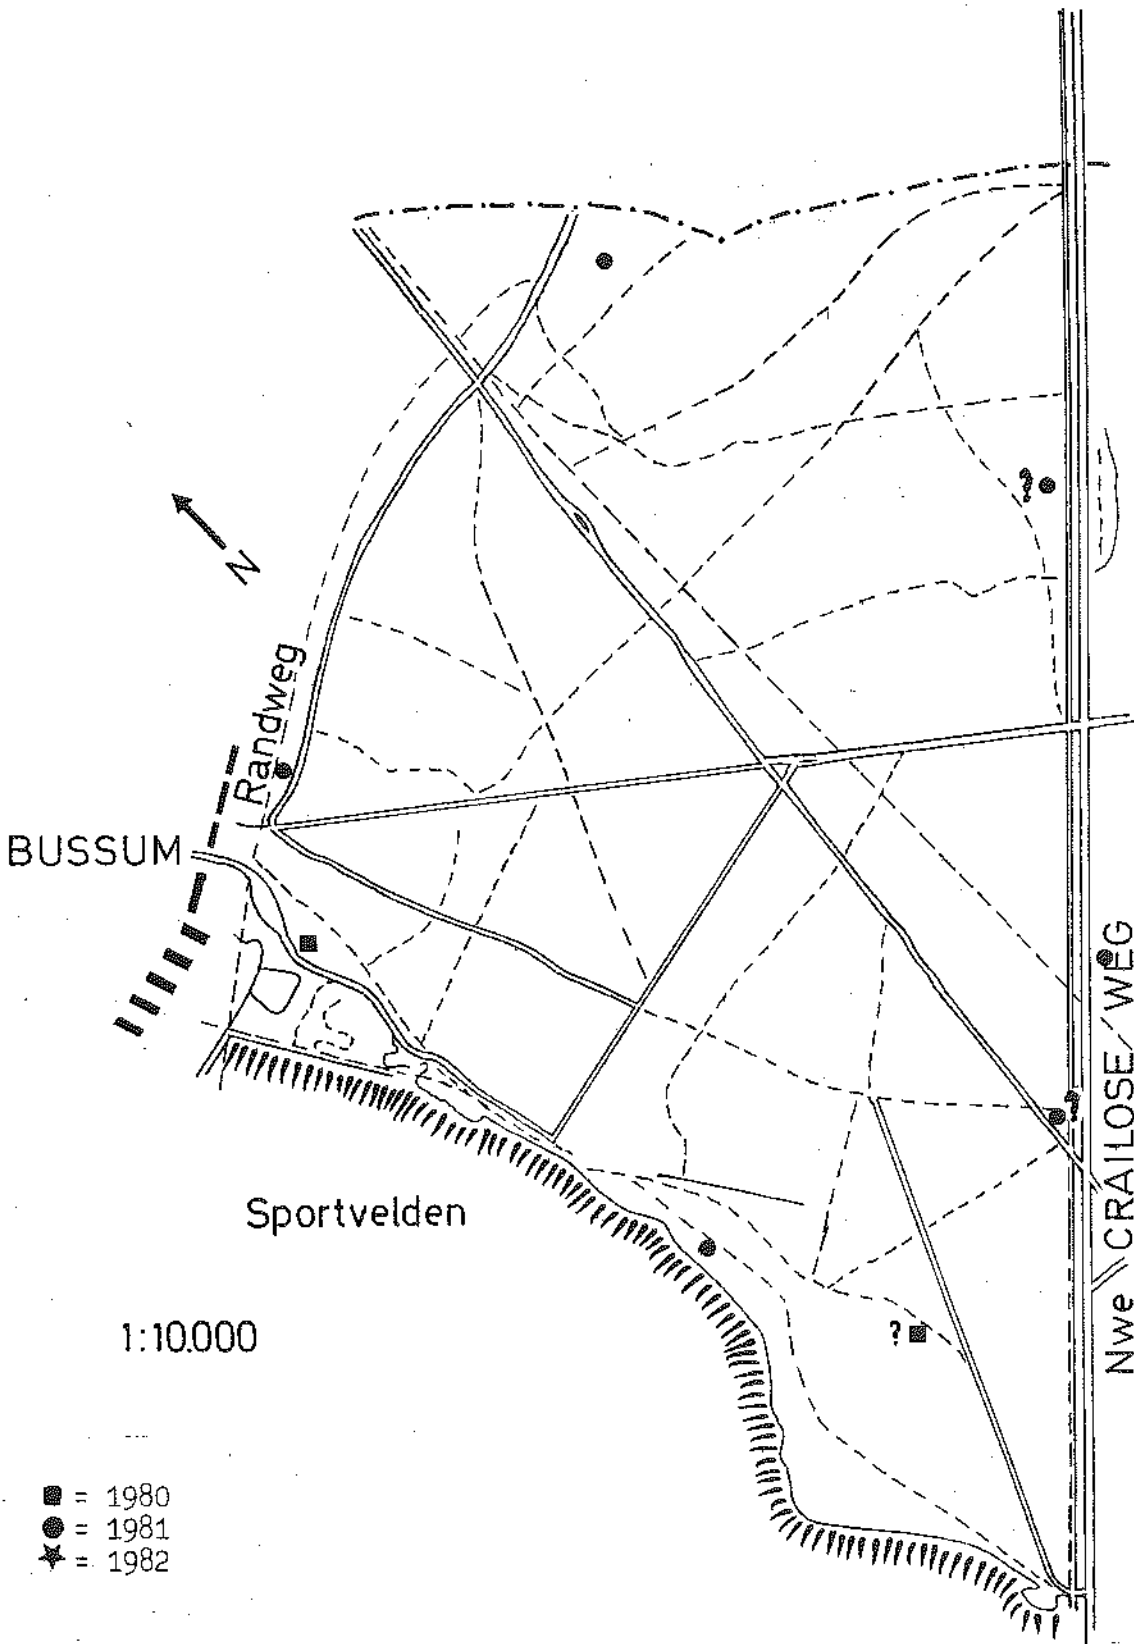 N
Randweg
BUSSUM
?
Nwe CRAILOSE WEG
?
Sportvelden
?
1:10.000
= 1980
= 1981
= 1982